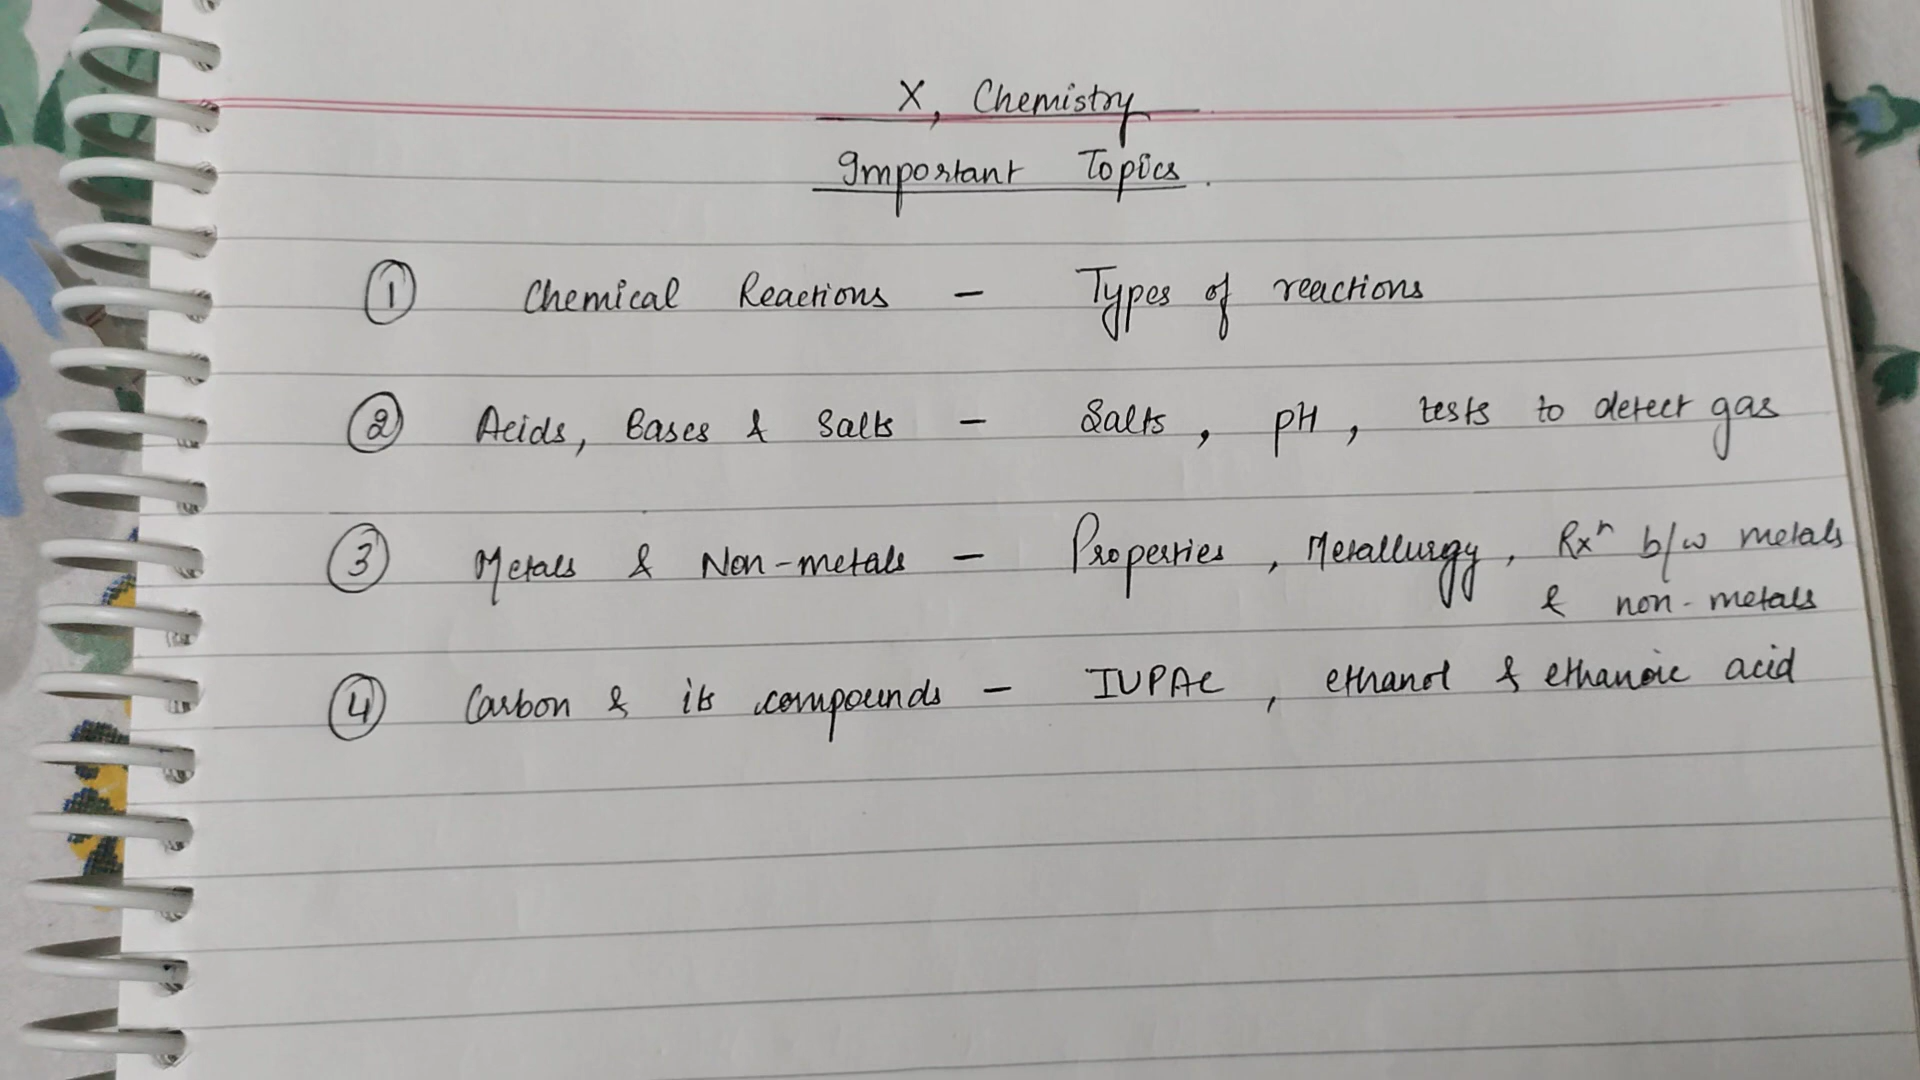 X, Chemistry
Important Topics.
① Chemical Reactions - Types of reactions
② Acids, Bases & Salts - Salts, pH, tests to detect gas
③ Metals & Non-metals - Properties, Metallurgy, Rxⁿ b/w metals
& non-metals
④ Carbon & its compounds - IUPAC, ethanol & ethanoic acid